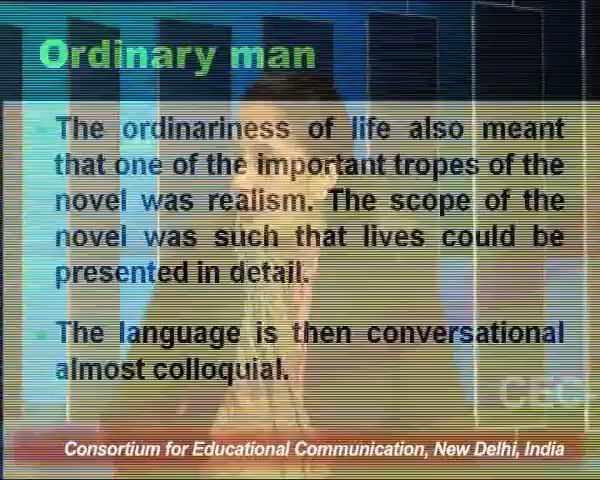 Ordinary man
The ordinariness of life also meant
that one of the important tropes of the
novel was realism. The scope of the
novel was such that lives could be
presented in detail.
The language is then conversational
almost colloquial.
CEC
Consortium for Educational Communication, New Delhi, India